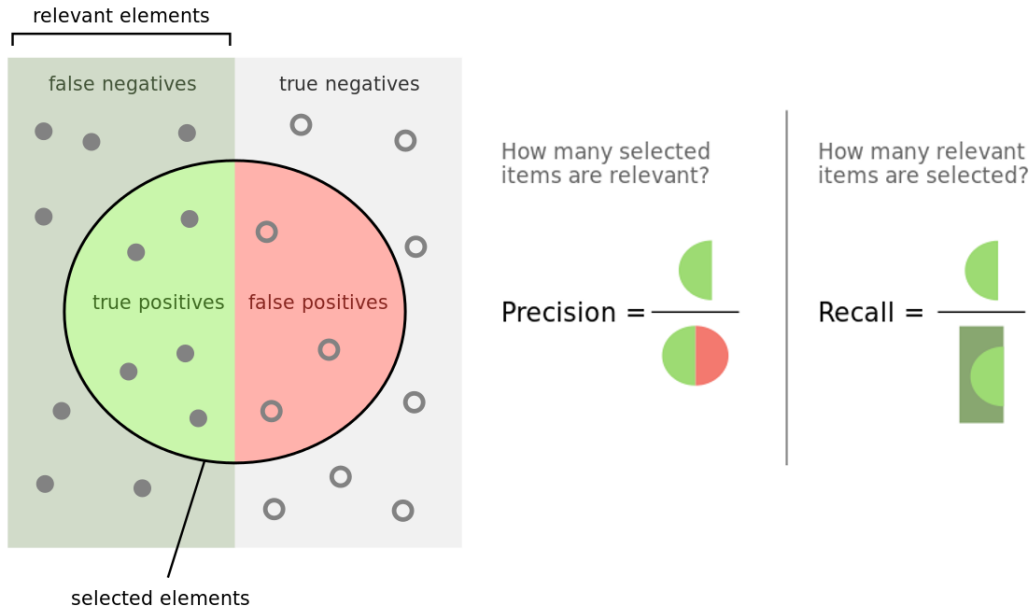 relevant elements
false negatives
true negatives
true positives
false positives
selected elements
How many selected
items are relevant?
Precision =
How many relevant
items are selected?
Recall =